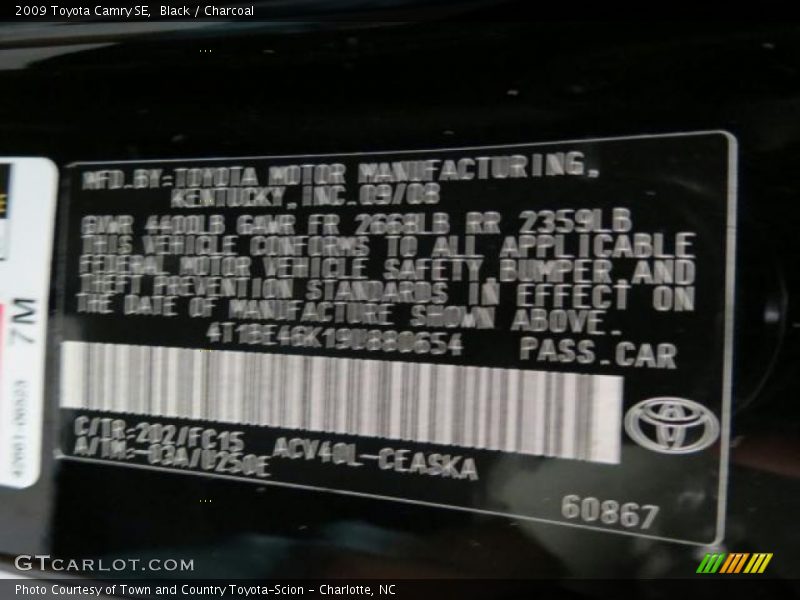 2009 Toyota Camry SE, Black / Charcoal
MFD.BY:TOYOTA MOTOR MANUFACTURING,
KENTUCKY,INC.09/08
GVWR 4400LB GAWR FR 2668LB RR 2359LB
THIS VEHICLE CONFORMS TO ALL APPLICABLE
FEDERAL MOTOR VEHICLE SAFETY,BUMPER AND
THEFT PREVENTION STANDARDS IN EFFECT ON
THE DATE OF MANUFACTURE SHOWN ABOVE.
4T1BE46K19U880654 PASS.CAR
C/TR:202/FC15
A/TM:-03A/U250E ACV40L-CEASKA
60867
7M
GTcarlot.com
Photo Courtesy of Town and Country Toyota-Scion - Charlotte, NC